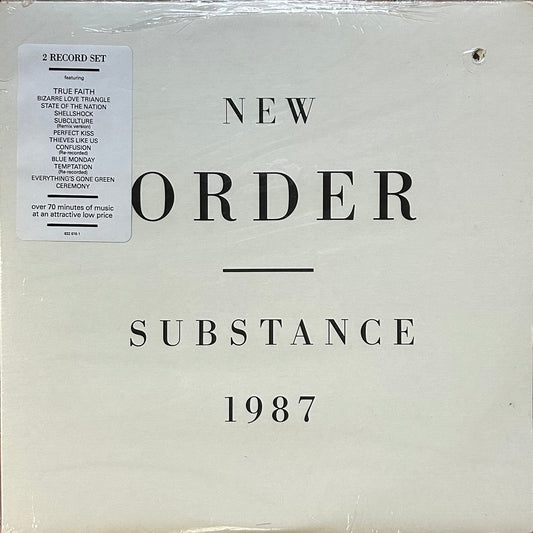 2 RECORD SET
featuring
TRUE FAITH
BIZARRE LOVE TRIANGLE
STATE OF THE NATION
SHELLSHOCK
SUBCULTURE
(Remix version)
PERFECT KISS
THIEVES LIKE US
CONFUSION
(Re-recorded)
BLUE MONDAY
TEMPTATION
(Re-recorded)
EVERYTHING'S GONE GREEN
CEREMONY
over 70 minutes of music
at an attractive low price
NEW
ORDER
SUBSTANCE
1987